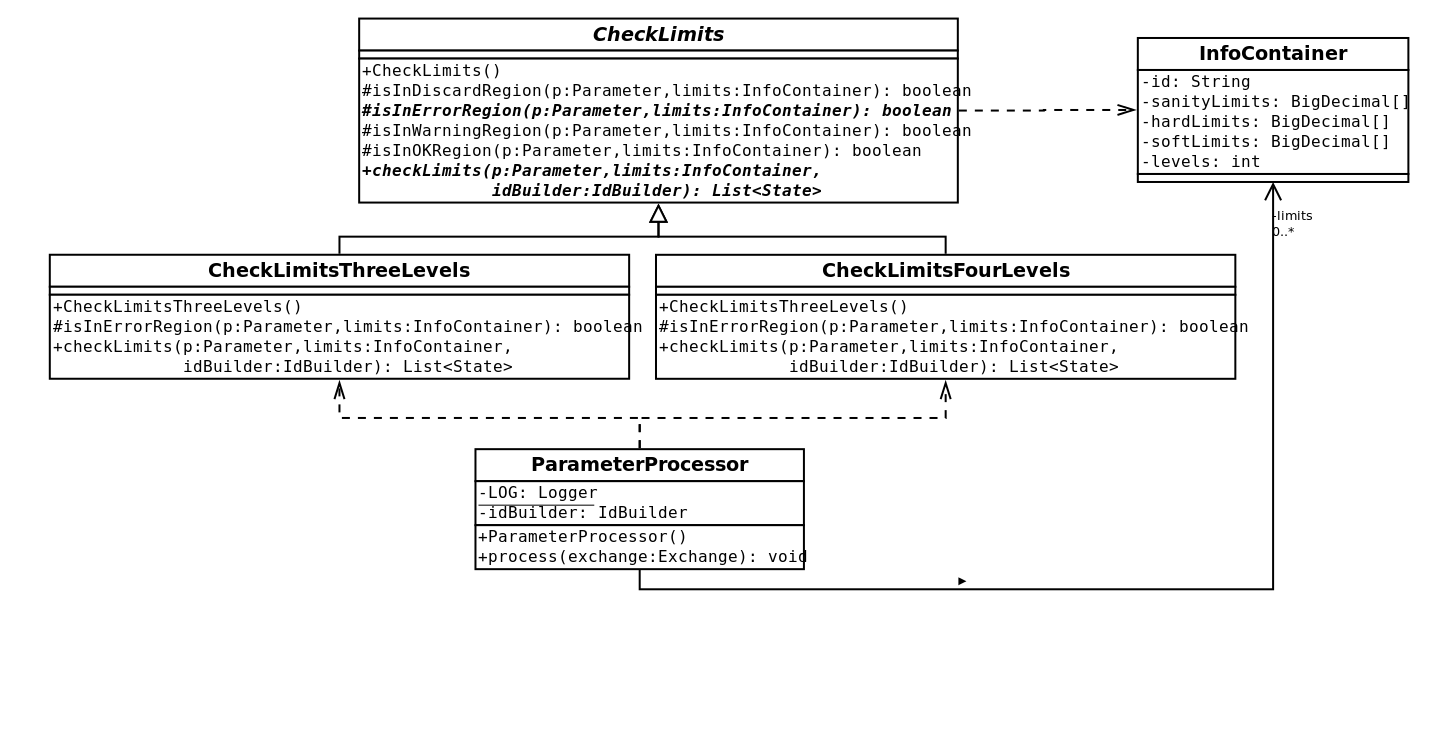 CheckLimits
+CheckLimits()
#isInDiscardRegion(p:Parameter,limits:InfoContainer): boolean
#isInErrorRegion(p:Parameter,limits:InfoContainer): boolean
#isInWarningRegion(p:Parameter,limits:InfoContainer): boolean
#isInOKRegion(p:Parameter,limits:InfoContainer): boolean
+checkLimits(p:Parameter,limits:InfoContainer,
idBuilder:IdBuilder): List<State>
InfoContainer
-id: String
-sanityLimits: BigDecimal[]
-hardLimits: BigDecimal[]
-softLimits: BigDecimal[]
-levels: int
-limits
0..*
CheckLimitsThreeLevels
+CheckLimitsThreeLevels()
#isInErrorRegion(p:Parameter,limits:InfoContainer): boolean
+checkLimits(p:Parameter,limits:InfoContainer,
idBuilder:IdBuilder): List<State>
CheckLimitsFourLevels
+CheckLimitsThreeLevels()
#isInErrorRegion(p:Parameter,limits:InfoContainer): boolean
+checkLimits(p:Parameter,limits:InfoContainer,
idBuilder:IdBuilder): List<State>
ParameterProcessor
-LOG: Logger
-idBuilder: IdBuilder
+ParameterProcessor()
+process(exchange:Exchange): void